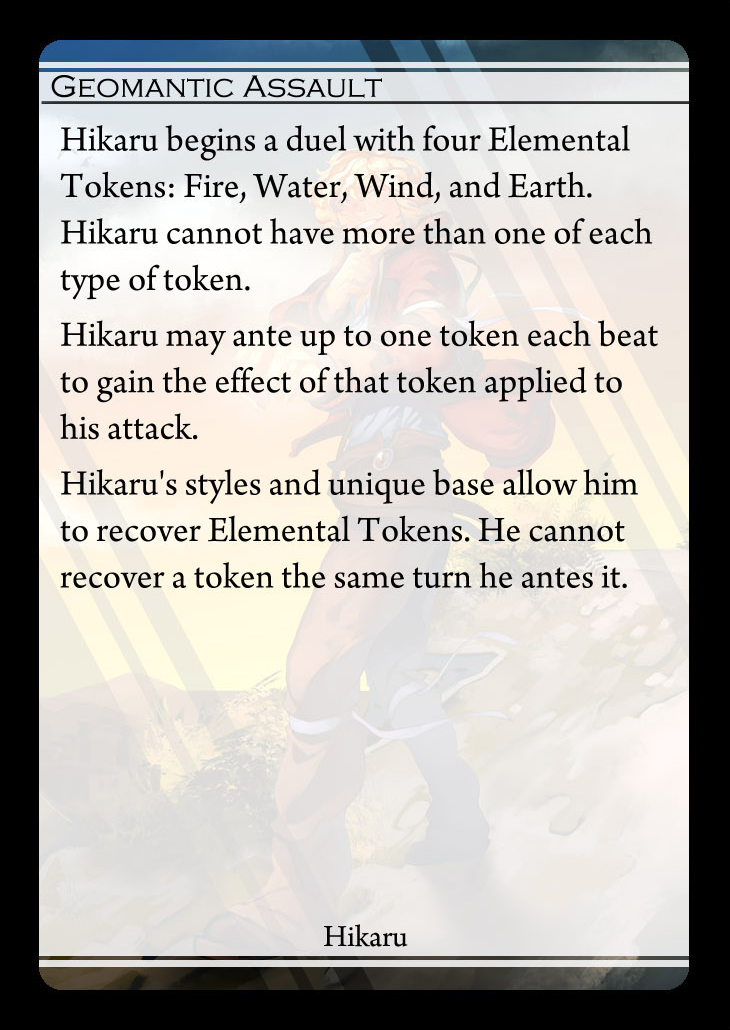 Geomantic Assault
Hikaru begins a duel with four Elemental
Tokens: Fire, Water, Wind, and Earth.
Hikaru cannot have more than one of each
type of token.
Hikaru may ante up to one token each beat
to gain the effect of that token applied to
his attack.
Hikaru's styles and unique base allow him
to recover Elemental Tokens. He cannot
recover a token the same turn he antes it.
Hikaru